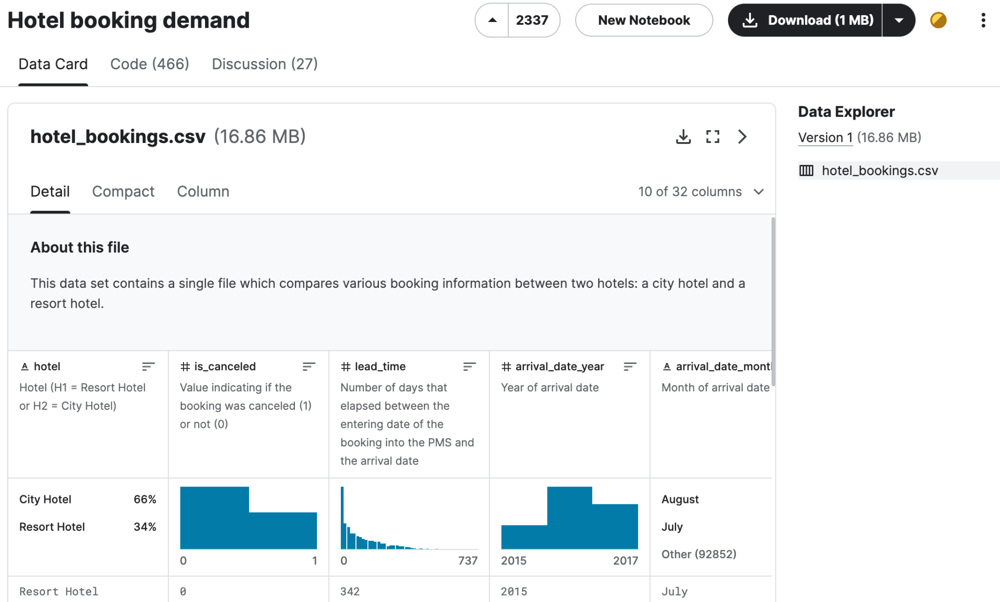 Hotel booking demand
2337
New Notebook
Download (1 MB)
Data Card
Code (466)
Discussion (27)
hotel_bookings.csv (16.86 MB)
Detail
Compact
Column
10 of 32 columns
About this file
This data set contains a single file which compares various booking information between two hotels: a city hotel and a
resort hotel.
hotel
Hotel (H1 = Resort Hotel
or H2 = City Hotel)
# is_canceled
Value indicating if the
booking was canceled (1)
or not (0)
# lead_time
Number of days that
elapsed between the
entering date of the
booking into the PMS and
the arrival date
# arrival_date_year
Year of arrival date
A arrival_date_mont
Month of arrival date
City Hotel 66%
Resort Hotel 34%
0 1
0 737
2015 2017
August
July
Other (92852)
Resort Hotel
0
342
2015
July
Data Explorer
Version 1 (16.86 MB)
hotel_bookings.csv